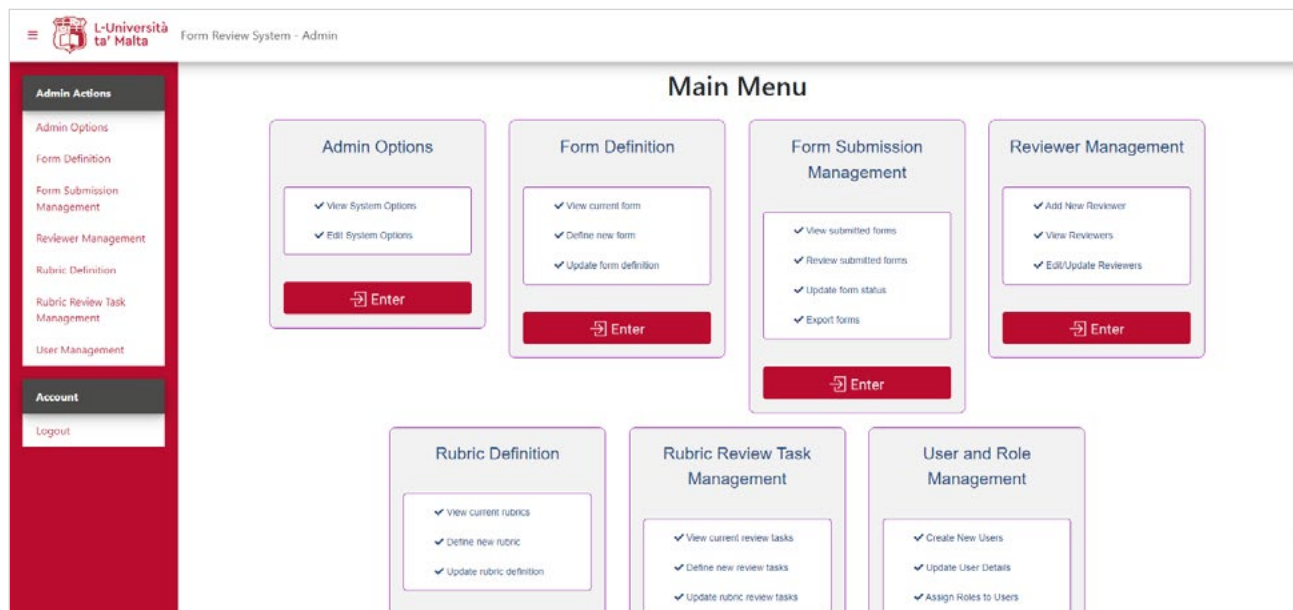 L-Università
ta' Malta
Form Review System - Admin
Admin Actions
Admin Options
Form Definition
Form Submission
Management
Reviewer Management
Rubric Definition
Rubric Review Task
Management
User Management
Account
Logout
Main Menu
Admin Options
View System Options
Edit System Options
Enter
Form Definition
View current form
Define new form
Update form definition
Enter
Form Submission
Management
View submitted forms
Review submitted forms
Update form status
Export forms
Enter
Reviewer Management
Add New Reviewer
View Reviewers
Edit/Update Reviewers
Enter
Rubric Definition
View current rubrics
Define new rubric
Update rubric definition
Rubric Review Task
Management
View current review tasks
Define new review tasks
Update rubric review tasks
User and Role
Management
Create New Users
Update User Details
Assign Roles to Users